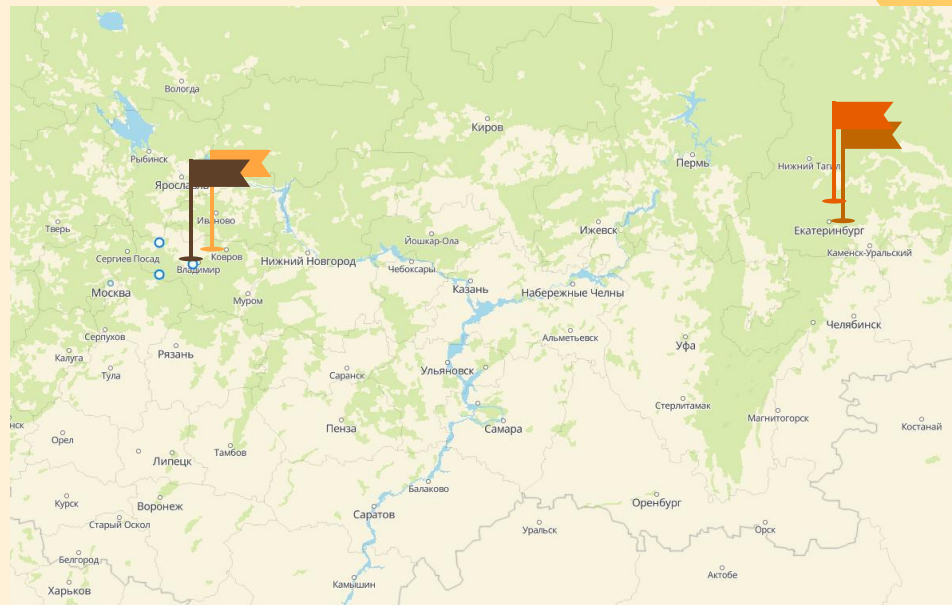 Вологда
Киров
Рыбинск
Пермь
Нижний Тагил
Ярославль
Иваново
Тверь
Ижевск
Екатеринбург
Йошкар-Ола
Каменск-Уральский
Сергиев Посад
Ковров
Нижний Новгород
Владимир
Чебоксары
Москва
Казань
Набережные Челны
Муром
Челябинск
Серпухов
Альметьевск
Рязань
Уфа
Калуга
Тула
Саранск
Ульяновск
Стерлитамак
Магнитогорск
нск
Костанай
Пенза
Самара
Орел
Тамбов
Липецк
Балаково
Курск
Воронеж
Оренбург
Саратов
Старый Оскол
Уральск
Орск
Белгород
Актобе
Камышин
Харьков